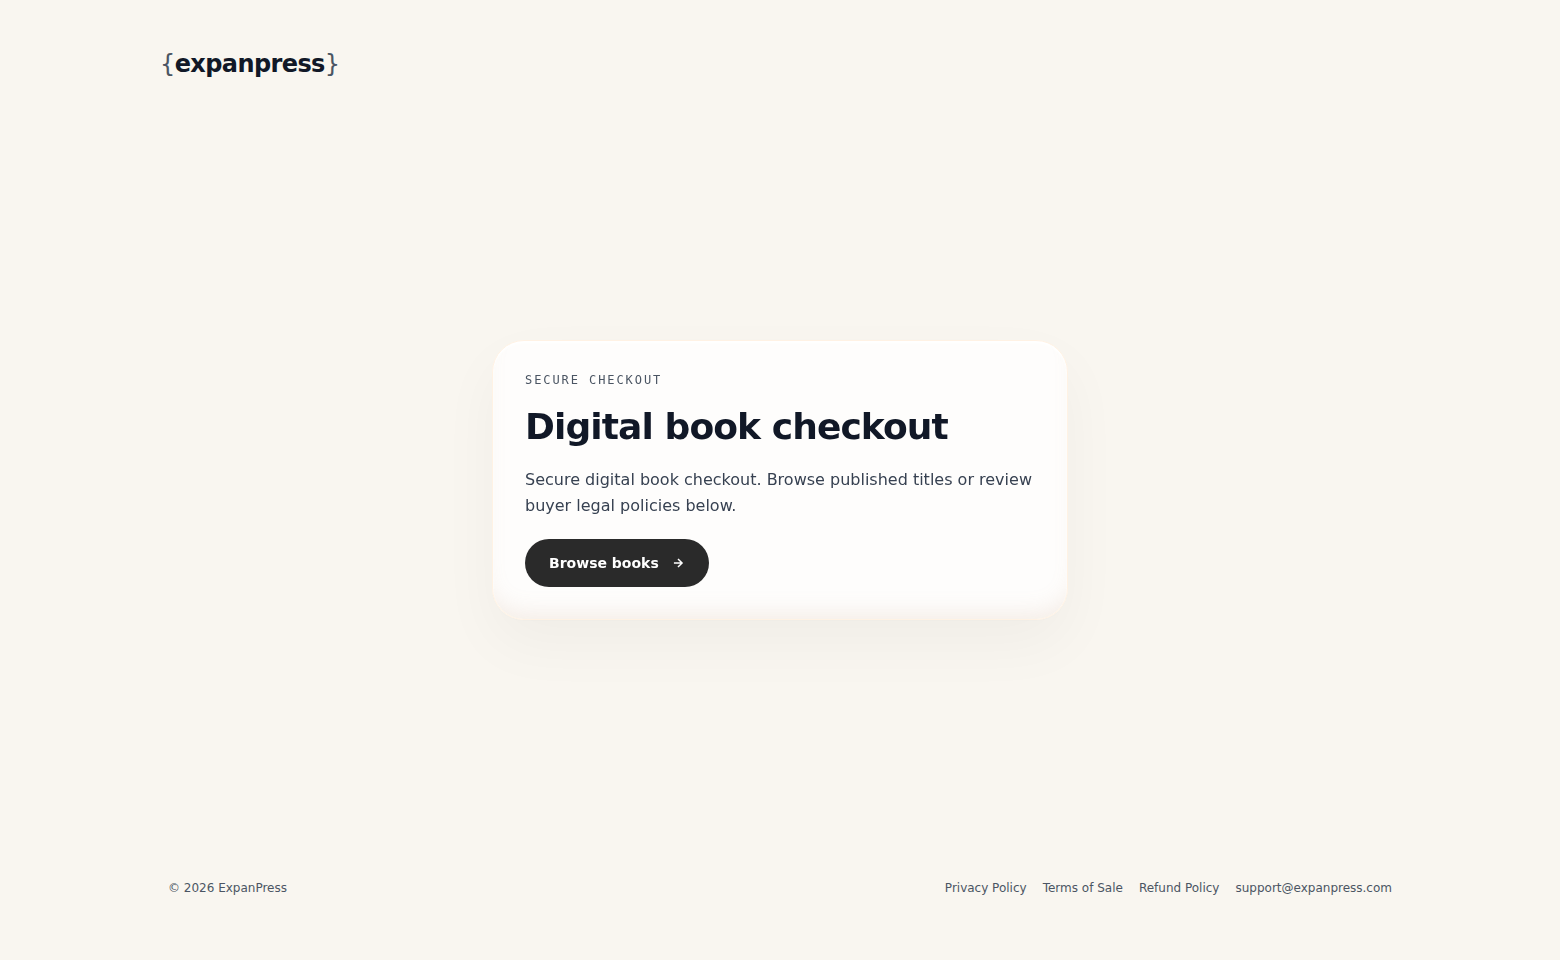 {expanpress}
SECURE CHECKOUT
Digital book checkout
Secure digital book checkout. Browse published titles or review
buyer legal policies below.
Browse books →
© 2026 ExpanPress
Privacy Policy Terms of Sale Refund Policy support@expanpress.com